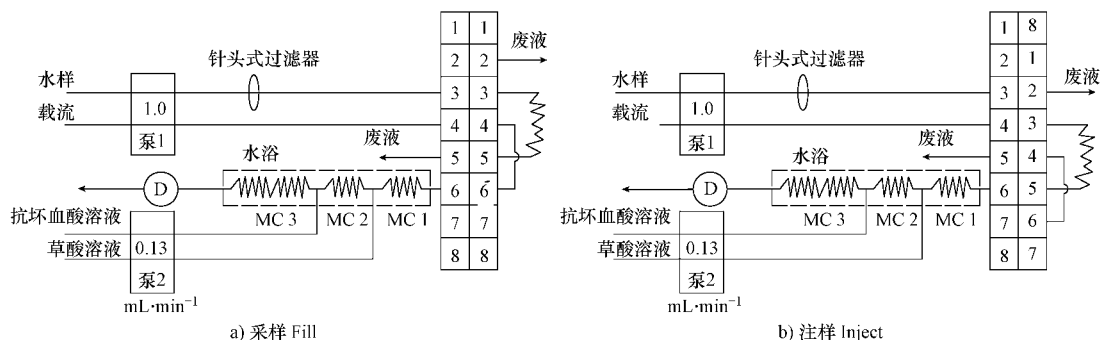 1 1
2 2 废液
针头式过滤器
水样 3 3
载流 1.0 4 4
泵1 废液 5 5
水浴
D 6 6
抗坏血酸溶液 MC 3 MC 2 MC 1 7 7
草酸溶液 0.13 8 8
泵2
mL·min⁻¹
a) 采样 Fill
1 8
2 1
针头式过滤器 废液
水样 3 2
载流 1.0 4 3
泵1 废液 5 4
水浴
D 6 5
抗坏血酸溶液 MC 3 MC 2 MC 1 7 6
草酸溶液 0.13 8 7
泵2
mL·min⁻¹
b) 注样 Inject